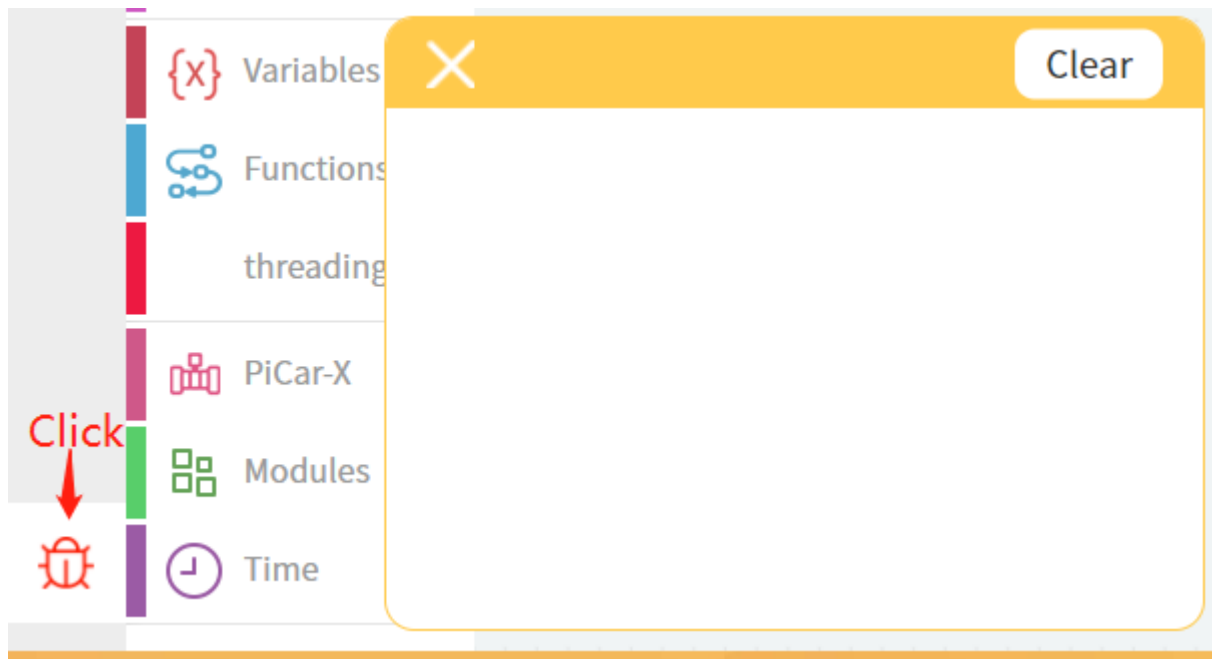 Variables
Clear
Functions
threading
PiCar-X
Click
Modules
Time